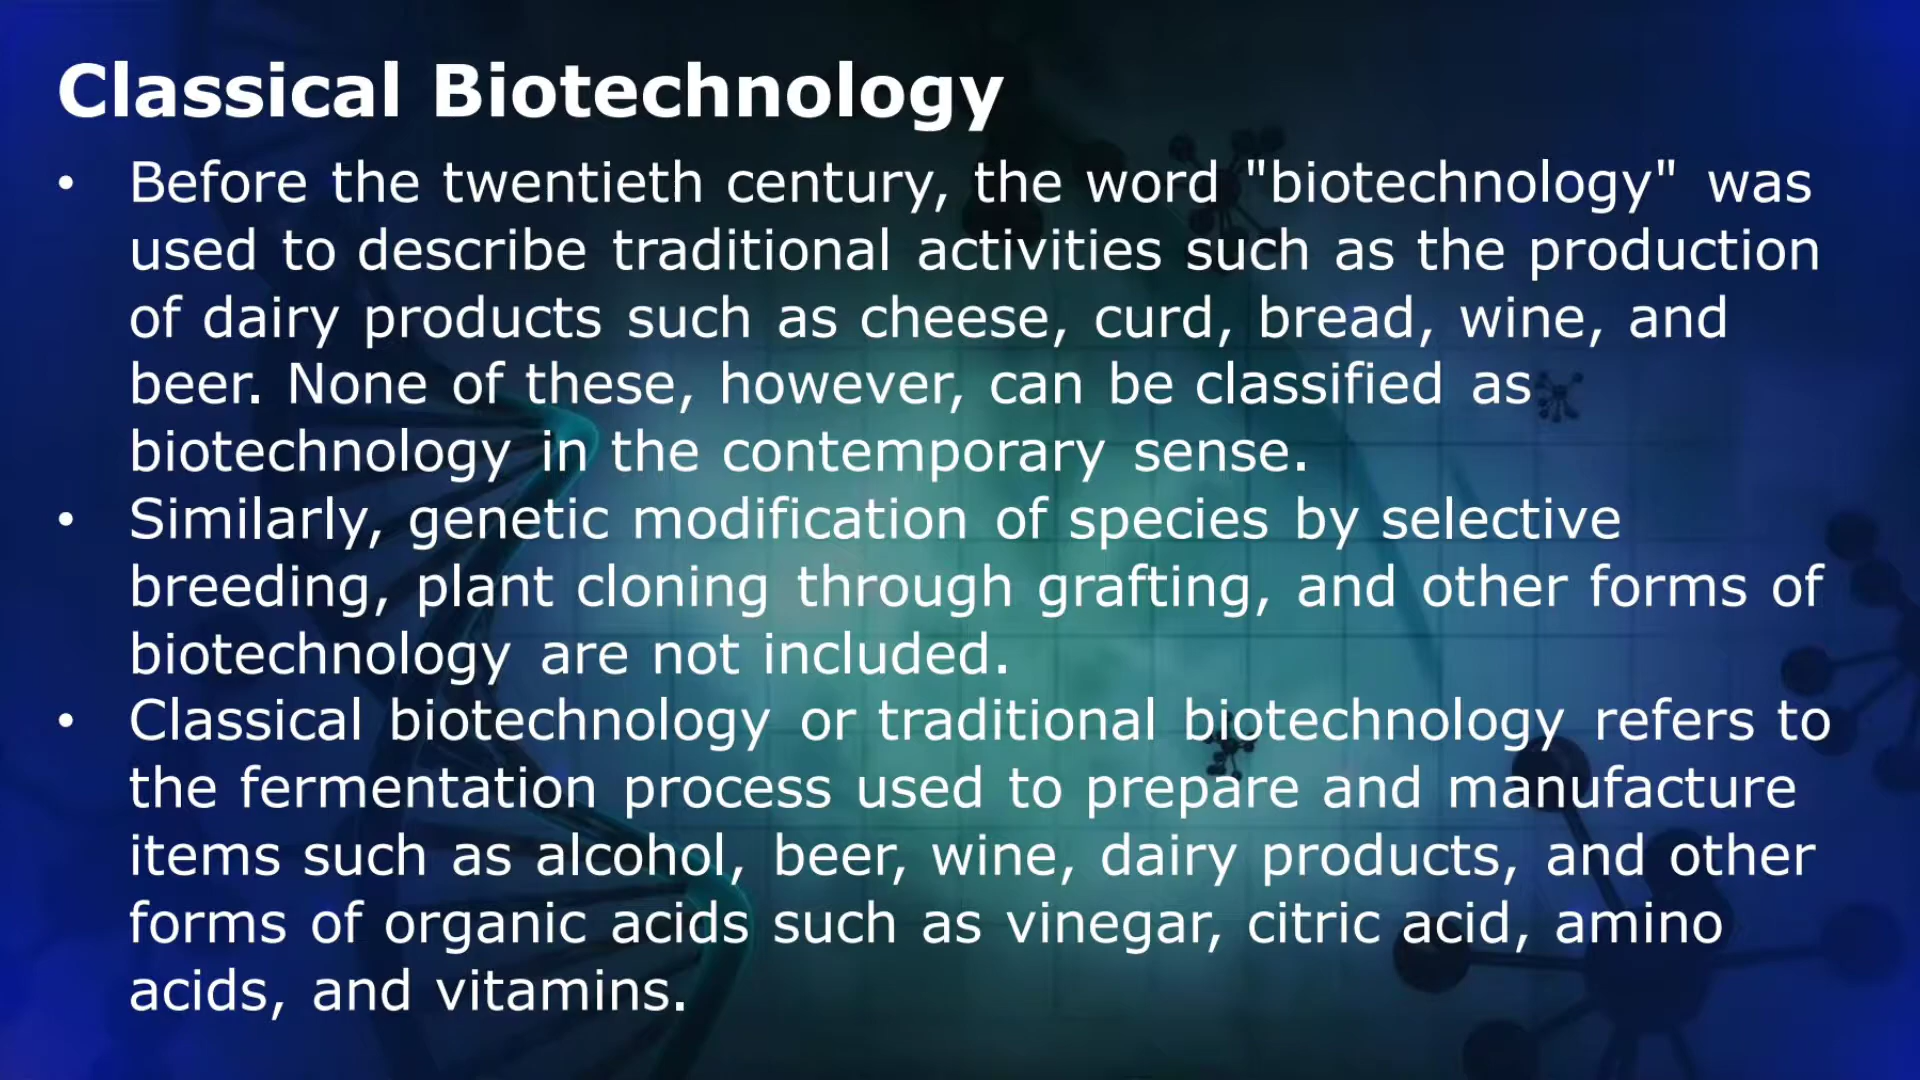 Classical Biotechnology
• Before the twentieth century, the word "biotechnology" was
used to describe traditional activities such as the production
of dairy products such as cheese, curd, bread, wine, and
beer. None of these, however, can be classified as
biotechnology in the contemporary sense.
• Similarly, genetic modification of species by selective
breeding, plant cloning through grafting, and other forms of
biotechnology are not included.
• Classical biotechnology or traditional biotechnology refers to
the fermentation process used to prepare and manufacture
items such as alcohol, beer, wine, dairy products, and other
forms of organic acids such as vinegar, citric acid, amino
acids, and vitamins.